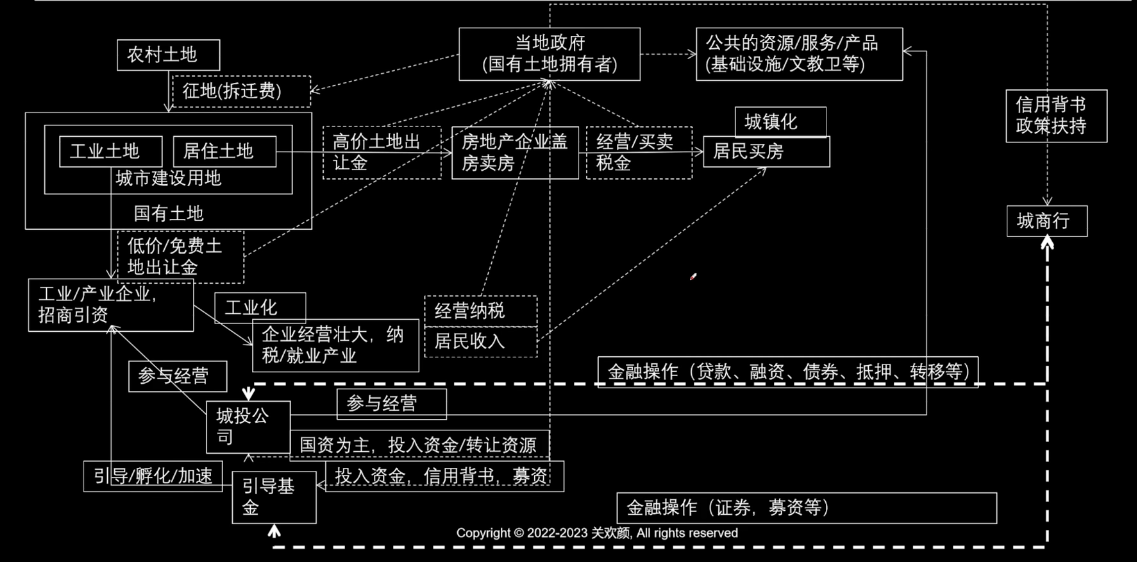 当地政府
(国有土地拥有者)
公共的资源/服务/产品
(基础设施/文教卫等)
农村土地
征地(拆迁费)
信用背书
政策扶持
城镇化
工业土地
居住土地
高价土地出
让金
房地产企业盖
房卖房
经营/买卖
税金
居民买房
城市建设用地
国有土地
城商行
低价/免费土
地出让金
工业/产业企业，
招商引资
工业化
经营纳税
居民收入
企业经营壮大，纳
税/就业产业
参与经营
金融操作（贷款、融资、债券、抵押、转移等）
参与经营
城投公
司
国资为主，投入资金/转让资源
引导/孵化/加速
投入资金，信用背书，募资
引导基
金
金融操作（证券，募资等）
Copyright © 2022-2023 关欢颜, All rights reserved